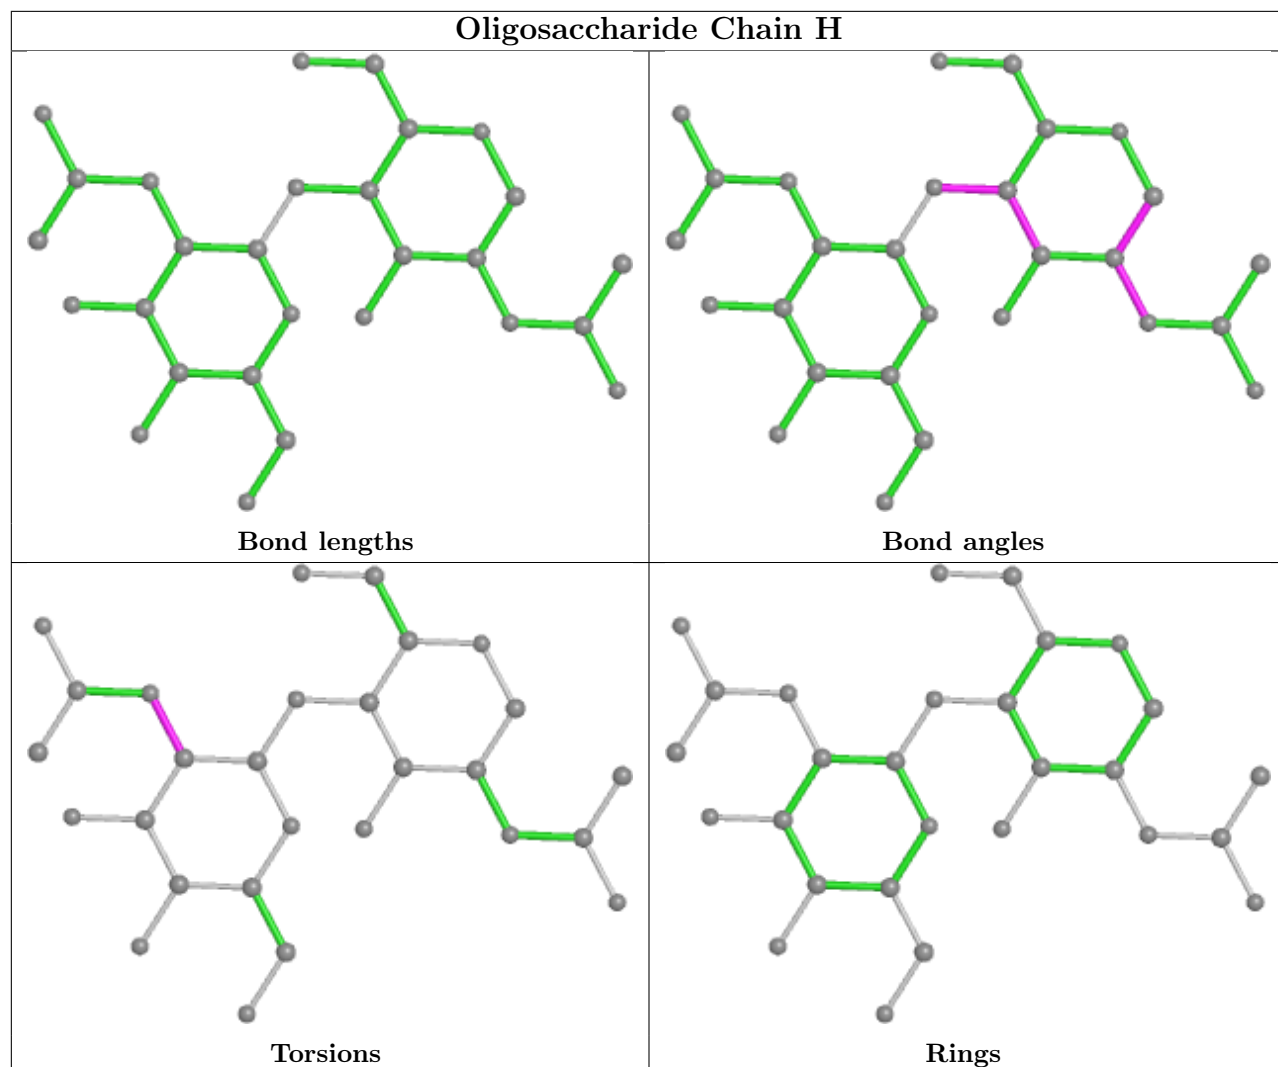 Oligosaccharide Chain H
Bond lengths
Bond angles
Torsions
Rings